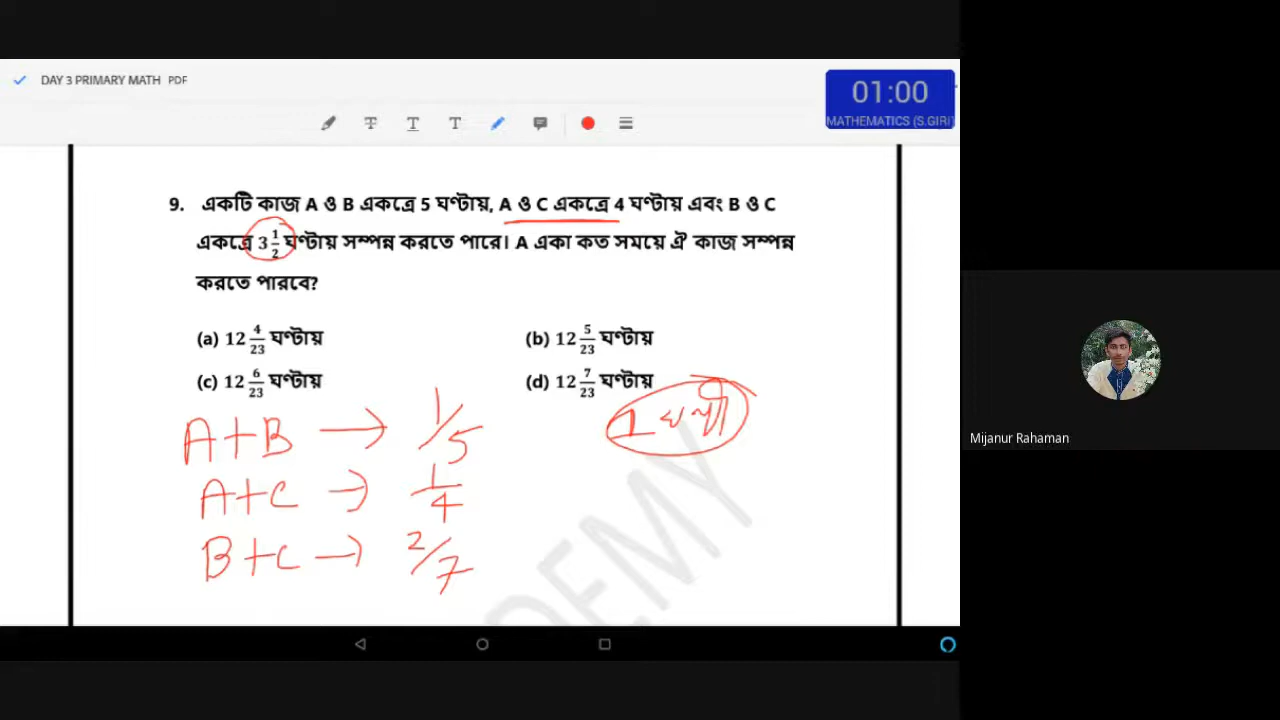 DAY 3 PRIMARY MATH PDF
01:00
MATHEMATICS (S.GIRI)
9. একটি কাজ A ও B একত্রে 5 ঘণ্টায়, A ও C একত্রে 4 ঘণ্টায় এবং B ও C
একত্রে 3 1/2 ঘণ্টায় সম্পন্ন করতে পারে। A একা কত সময়ে ঐ কাজ সম্পন্ন
করতে পারবে?
(a) 12 4/23 ঘণ্টায় (b) 12 5/23 ঘণ্টায়
(c) 12 6/23 ঘণ্টায় (d) 12 7/23 ঘণ্টায়
A+B → 1/5 1 ঘণ্টা
A+C → 1/4
B+C → 2/7
DEMY
Mijanur Rahaman